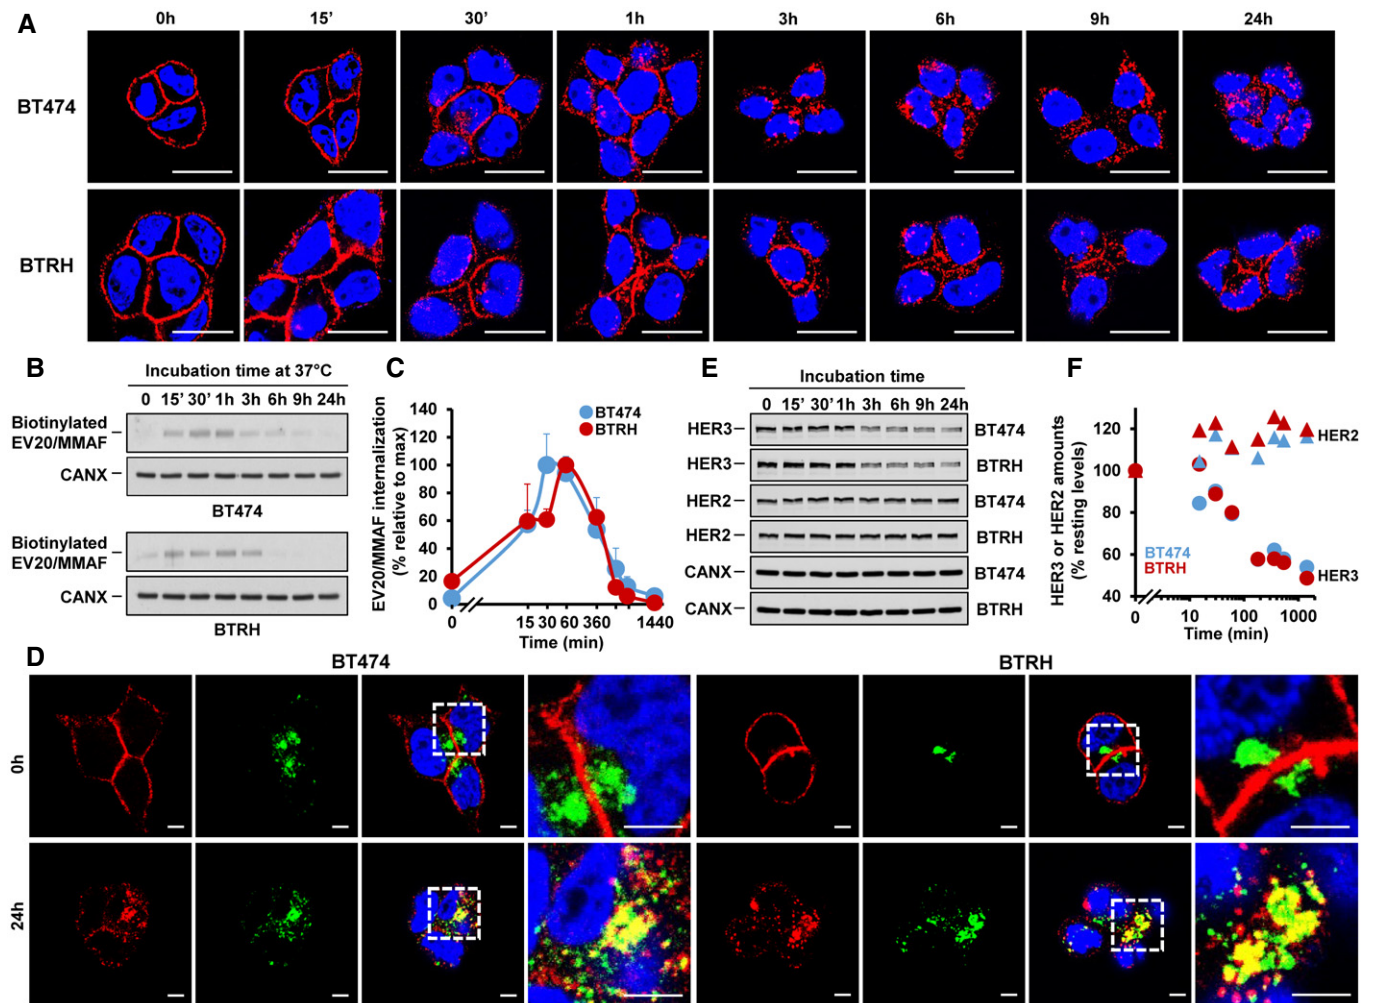 A
0h 15' 30' 1h 3h 6h 9h 24h
BT474
BTRH
B
Incubation time at 37°C
0 15' 30' 1h 3h 6h 9h 24h
Biotinylated
EV20/MMAF
CANX
BT474
Biotinylated
EV20/MMAF
CANX
BTRH
C
EV20/MMAF internalization
(% relative to max)
140
120
100
80
60
40
20
0
BT474
BTRH
0 15 30 60 360 1440
Time (min)
E
Incubation time
0 15' 30' 1h 3h 6h 9h 24h
HER3 BT474
HER3 BTRH
HER2 BT474
HER2 BTRH
CANX BT474
CANX BTRH
F
HER3 or HER2 amounts
(% resting levels)
120
100
80
60
40
HER2
BT474
BTRH
HER3
0 10 100 1000
Time (min)
D
BT474 BTRH
0h
24h